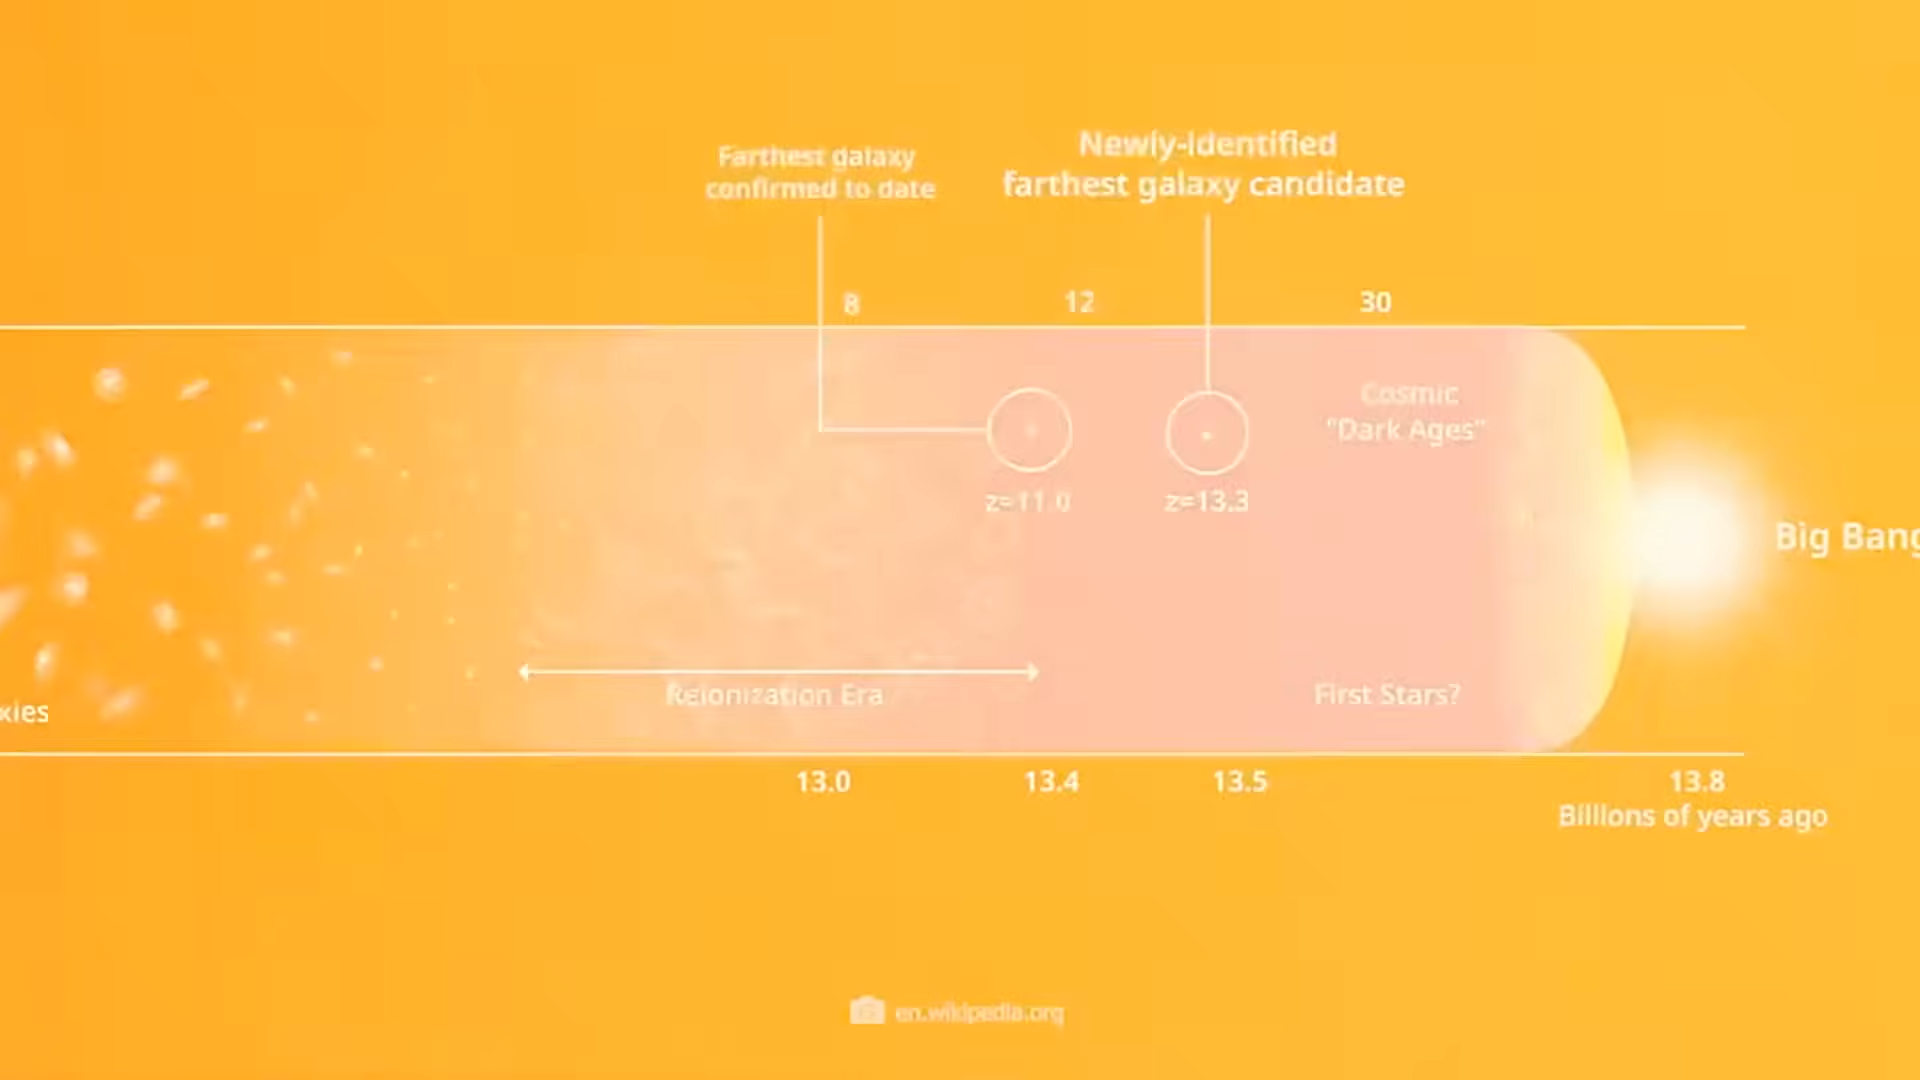 Farthest galaxy
confirmed to date
Newly-identified
farthest galaxy candidate
8
12
30
Cosmic
"Dark Ages"
z=11.0
z=13.3
Big Bang
Reionization Era
First Stars?
xies
13.0
13.4
13.5
13.8
Billions of years ago
en.wikipedia.org